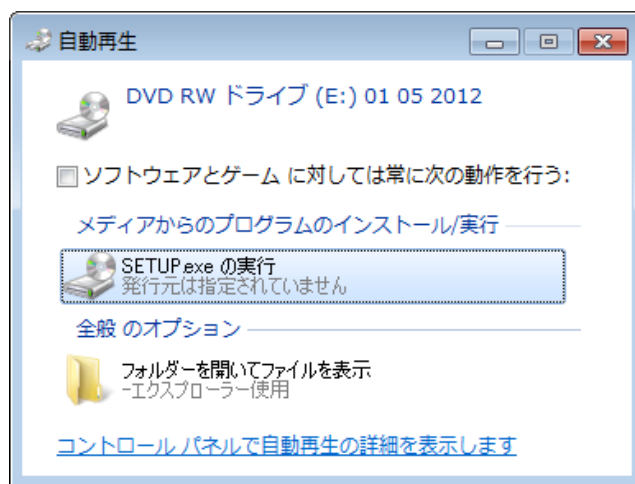 自動再生
DVD RW ドライブ (E:) 01 05 2012
ソフトウェアとゲーム に対しては常に次の動作を行う:
メディアからのプログラムのインストール/実行
SETUP.exe の実行
発行元は指定されていません
全般 のオプション
フォルダーを開いてファイルを表示
-エクスプローラー使用
コントロール パネルで自動再生の詳細を表示します